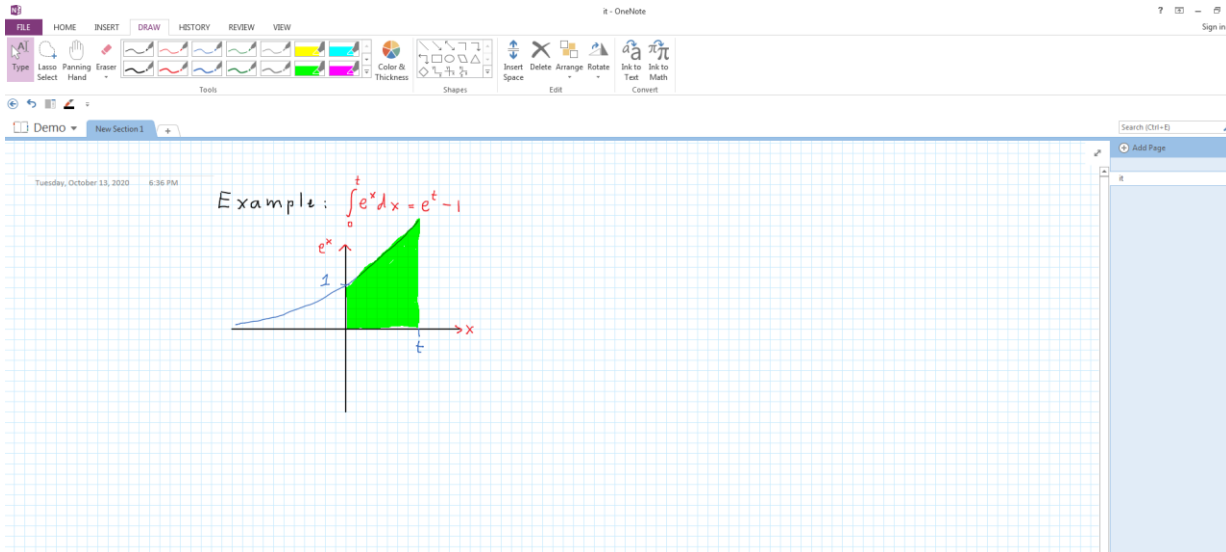 it - OneNote
?
Sign in
FILE HOME INSERT DRAW HISTORY REVIEW VIEW
Type
Lasso Select
Panning Hand
Eraser
Color & Thickness
Insert Space
Delete
Arrange
Rotate
Ink to Text
Ink to Math
Tools
Shapes
Edit
Convert
Demo
New Section 1
Search (Ctrl+E)
Add Page
it
Tuesday, October 13, 2020 6:36 PM
Example: ∫₀ᵗ eˣ dx = eᵗ - 1
eˣ
1
x
t